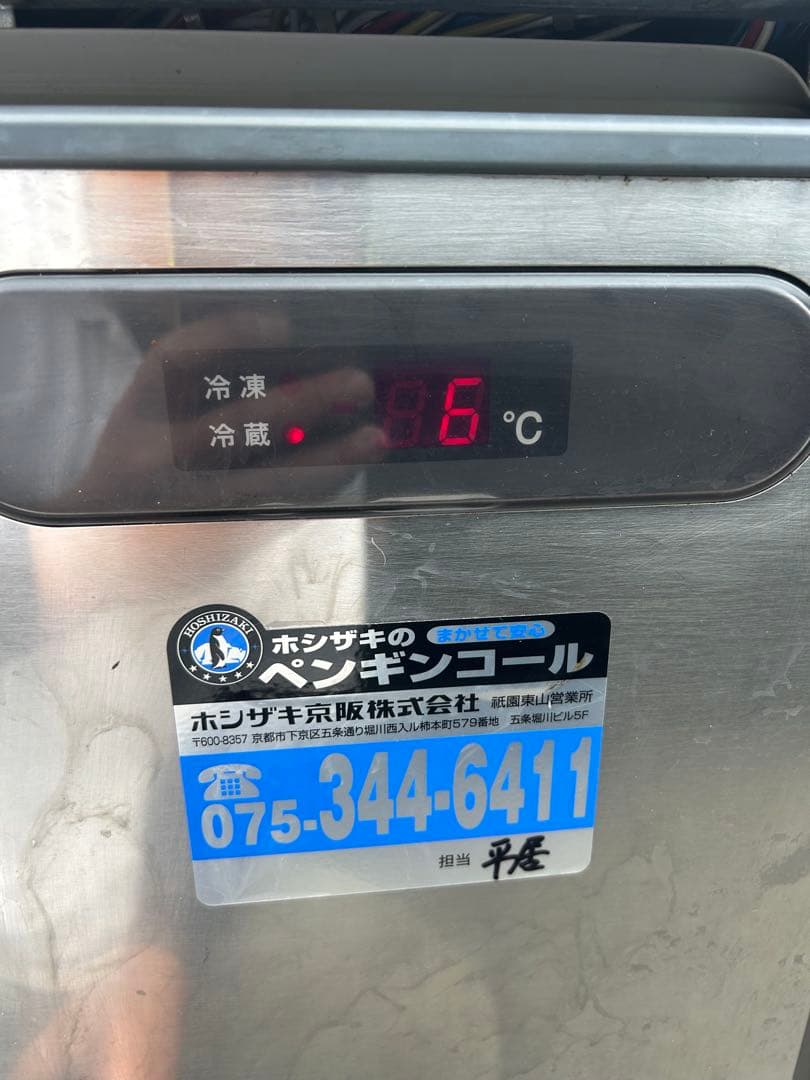 冷凍
冷蔵 6 ℃
HOSHIZAKI
ホシザキの まかせて安心
ペンギンコール
ホシザキ京阪株式会社 祇園東山営業所
〒600-8357 京都市下京区五条通り堀川西入ル柿本町579番地 五条堀川ビル5F
075-344-6411
担当 平居